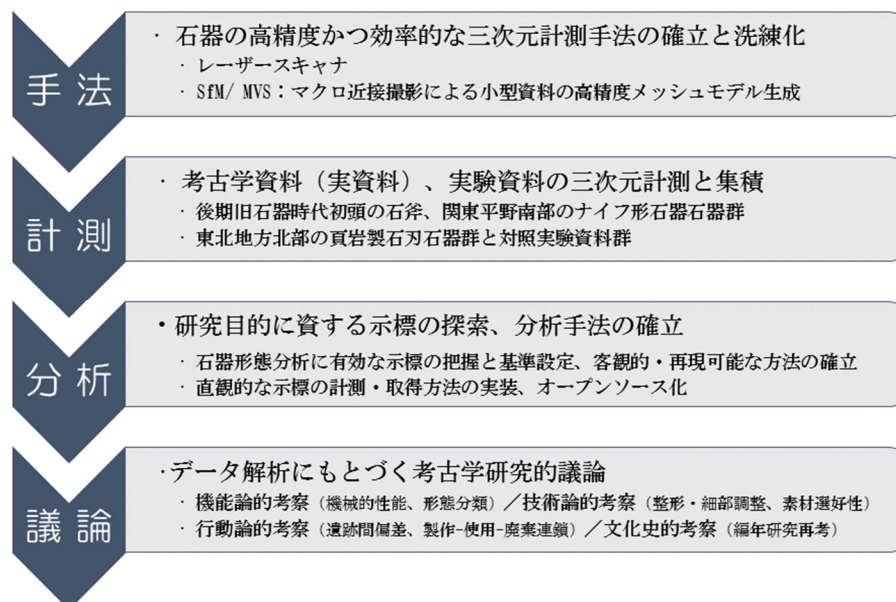 手法
・石器の高精度かつ効率的な三次元計測手法の確立と洗練化
・レーザースキャナ
・SfM/ MVS：マクロ近接撮影による小型資料の高精度メッシュモデル生成
計測
・考古学資料（実資料）、実験資料の三次元計測と集積
・後期旧石器時代初頭の石斧、関東平野南部のナイフ形石器石器群
・東北地方北部の頁岩製石刃石器群と対照実験資料群
分析
・研究目的に資する示標の探索、分析手法の確立
・石器形態分析に有効な示標の把握と基準設定、客観的・再現可能な方法の確立
・直観的な示標の計測・取得方法の実装、オープンソース化
議論
・データ解析にもとづく考古学研究的議論
・機能論的考察（機械的性能、形態分類）／技術論的考察（整形・細部調整、素材選好性）
・行動論的考察（遺跡間偏差、製作-使用-廃棄連鎖）／文化史的考察（編年研究再考）